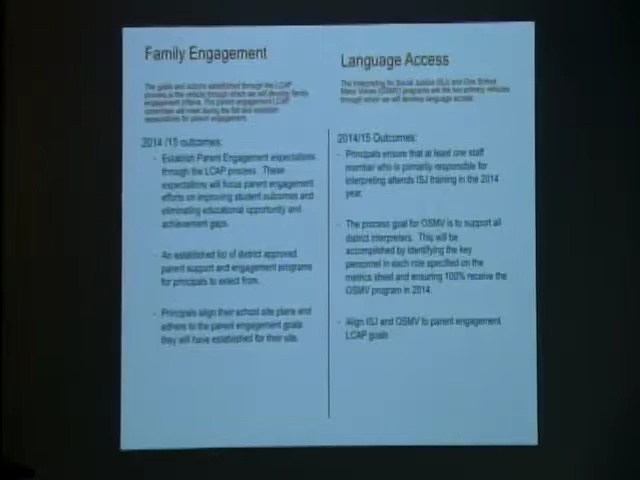 Family Engagement
The goals and actions established through the LCAP
process is the vehicle through which we will develop family
engagement criteria. The parent engagement LCAP
committee will meet during the fall and establish
expectations for parent engagement.
2014 /15 outcomes:
- Establish Parent Engagement expectations
through the LCAP process. These
expectations will focus parent engagement
efforts on improving student outcomes and
eliminating educational opportunity and
achievement gaps.
- An established list of district approved
parent support and engagement programs
for principals to select from.
- Principals align their school site plans and
adhere to the parent engagement goals
they will have established for their site.
Language Access
The Interpreting for Social Justice (ISJ) and One School
Many Voices (OSMV) programs are the two primary vehicles
through which we will develop language access.
2014/15 Outcomes:
- Principals ensure that at least one staff
member who is primarily responsible for
interpreting attends ISJ training in the 2014
year.
- The process goal for OSMV is to support all
district interpreters. This will be
accomplished by identifying the key
personnel in each role specified on the
metrics sheet and ensuring 100% receive the
OSMV program in 2014.
- Align ISJ and OSMV to parent engagement
LCAP goals